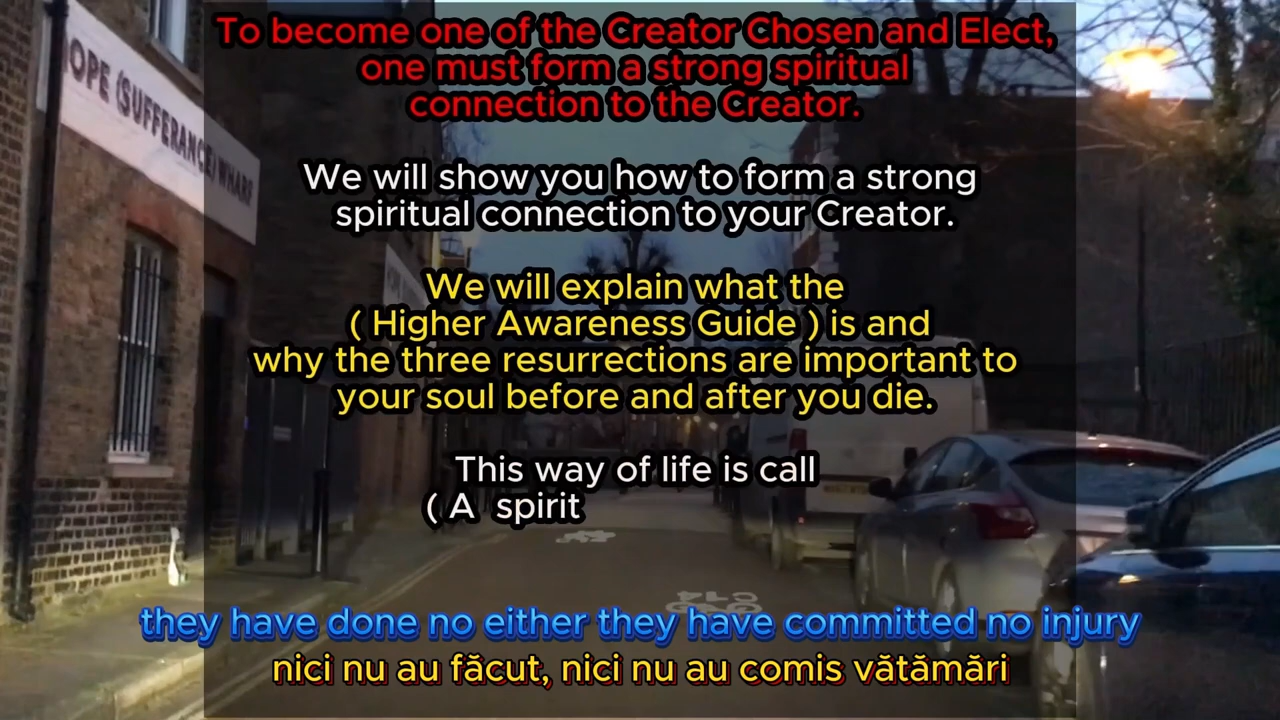 OPE (SUFFERANCE) WHARF
To become one of the Creator Chosen and Elect,
one must form a strong spiritual
connection to the Creator.
We will show you how to form a strong
spiritual connection to your Creator.
We will explain what the
( Higher Awareness Guide ) is and
why the three resurrections are important to
your soul before and after you die.
This way of life is call
( A spirit
they have done no either they have committed no injury
nici nu au făcut, nici nu au comis vătămări